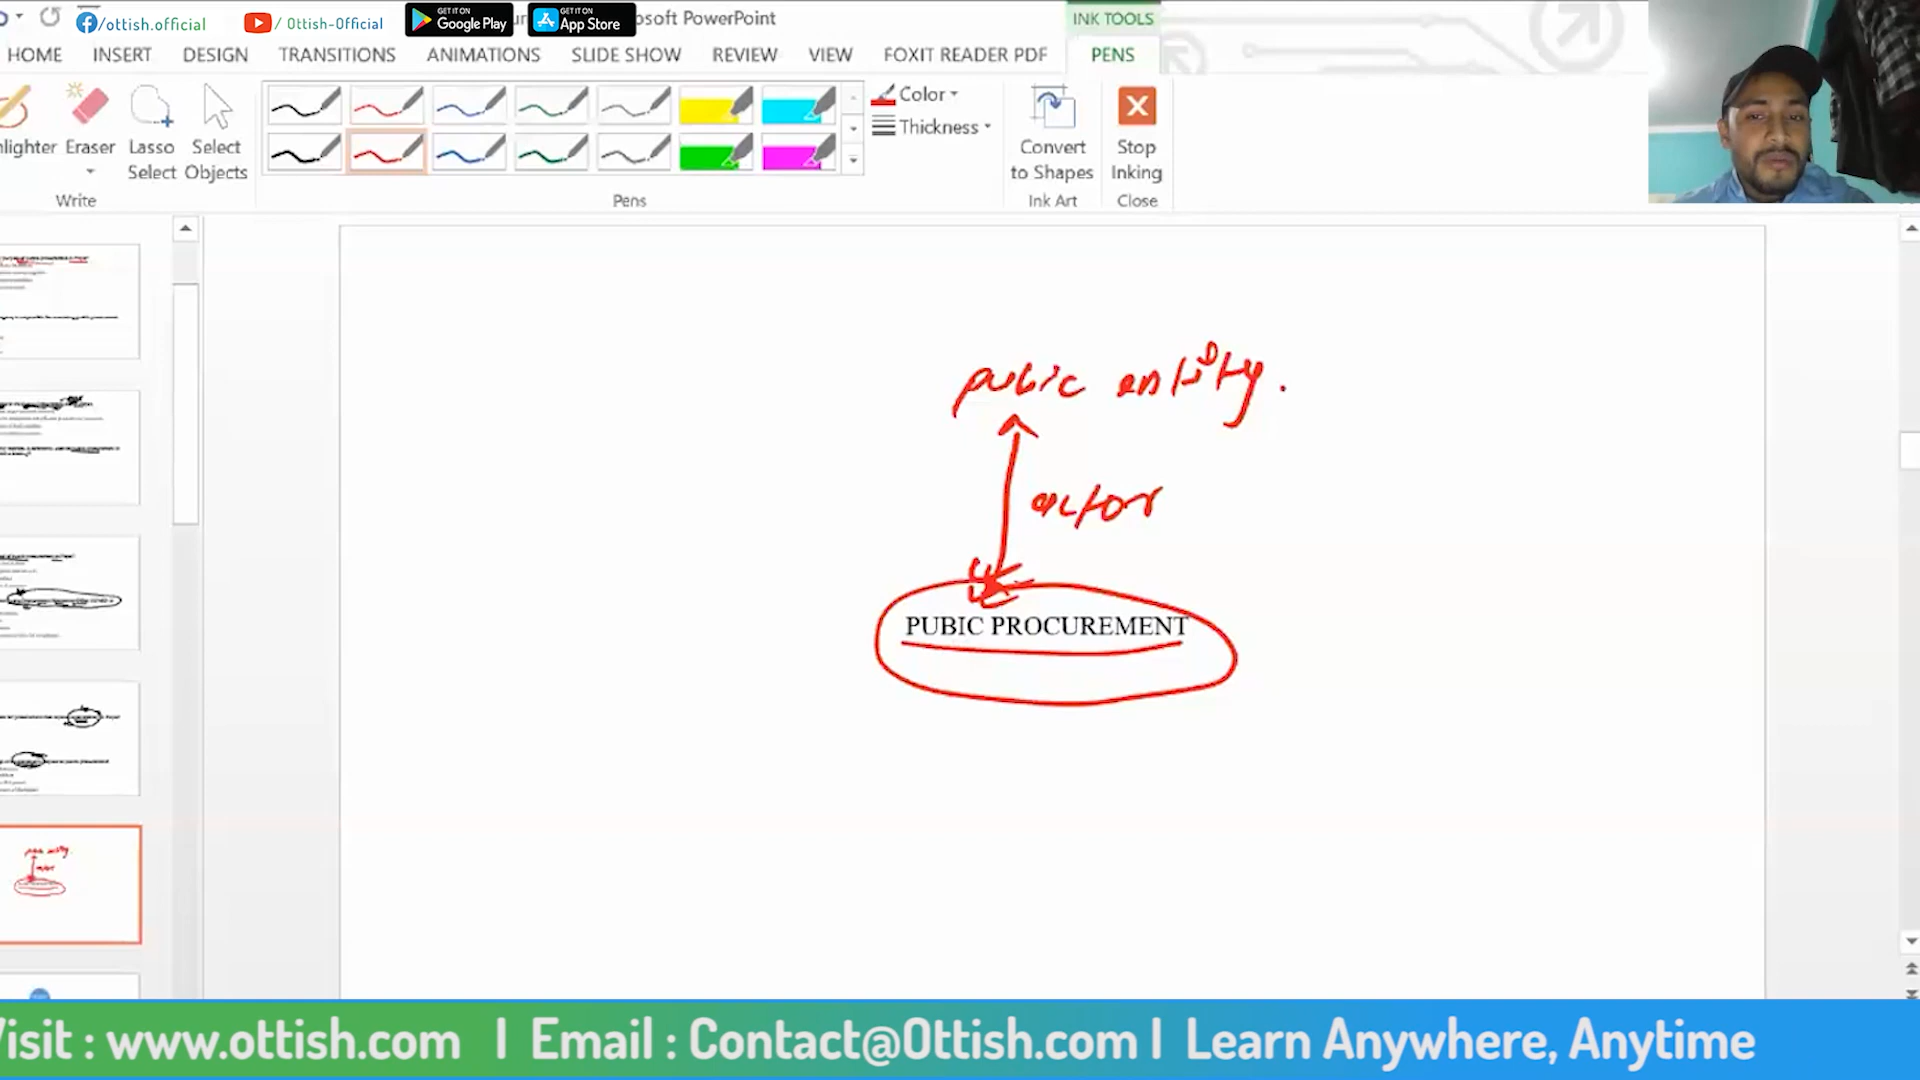 /ottish.official
/ Ottish-Official
GET IT ON
Google Play
GET IT ON
App Store
osoft PowerPoint
INK TOOLS
HOME INSERT DESIGN TRANSITIONS ANIMATIONS SLIDE SHOW REVIEW VIEW FOXIT READER PDF PENS
hlighter Eraser Lasso Select Select Objects
Color
Thickness
Convert to Shapes
Stop Inking
Write Pens Ink Art Close
pubic entity.
actor
PUBIC PROCUREMENT
Visit : www.ottish.com | Email : Contact@Ottish.com | Learn Anywhere, Anytime